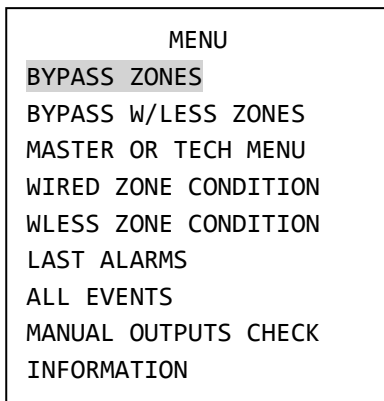 MENU
BYPASS ZONES
BYPASS W/LESS ZONES
MASTER OR TECH MENU
WIRED ZONE CONDITION
WLESS ZONE CONDITION
LAST ALARMS
ALL EVENTS
MANUAL OUTPUTS CHECK
INFORMATION